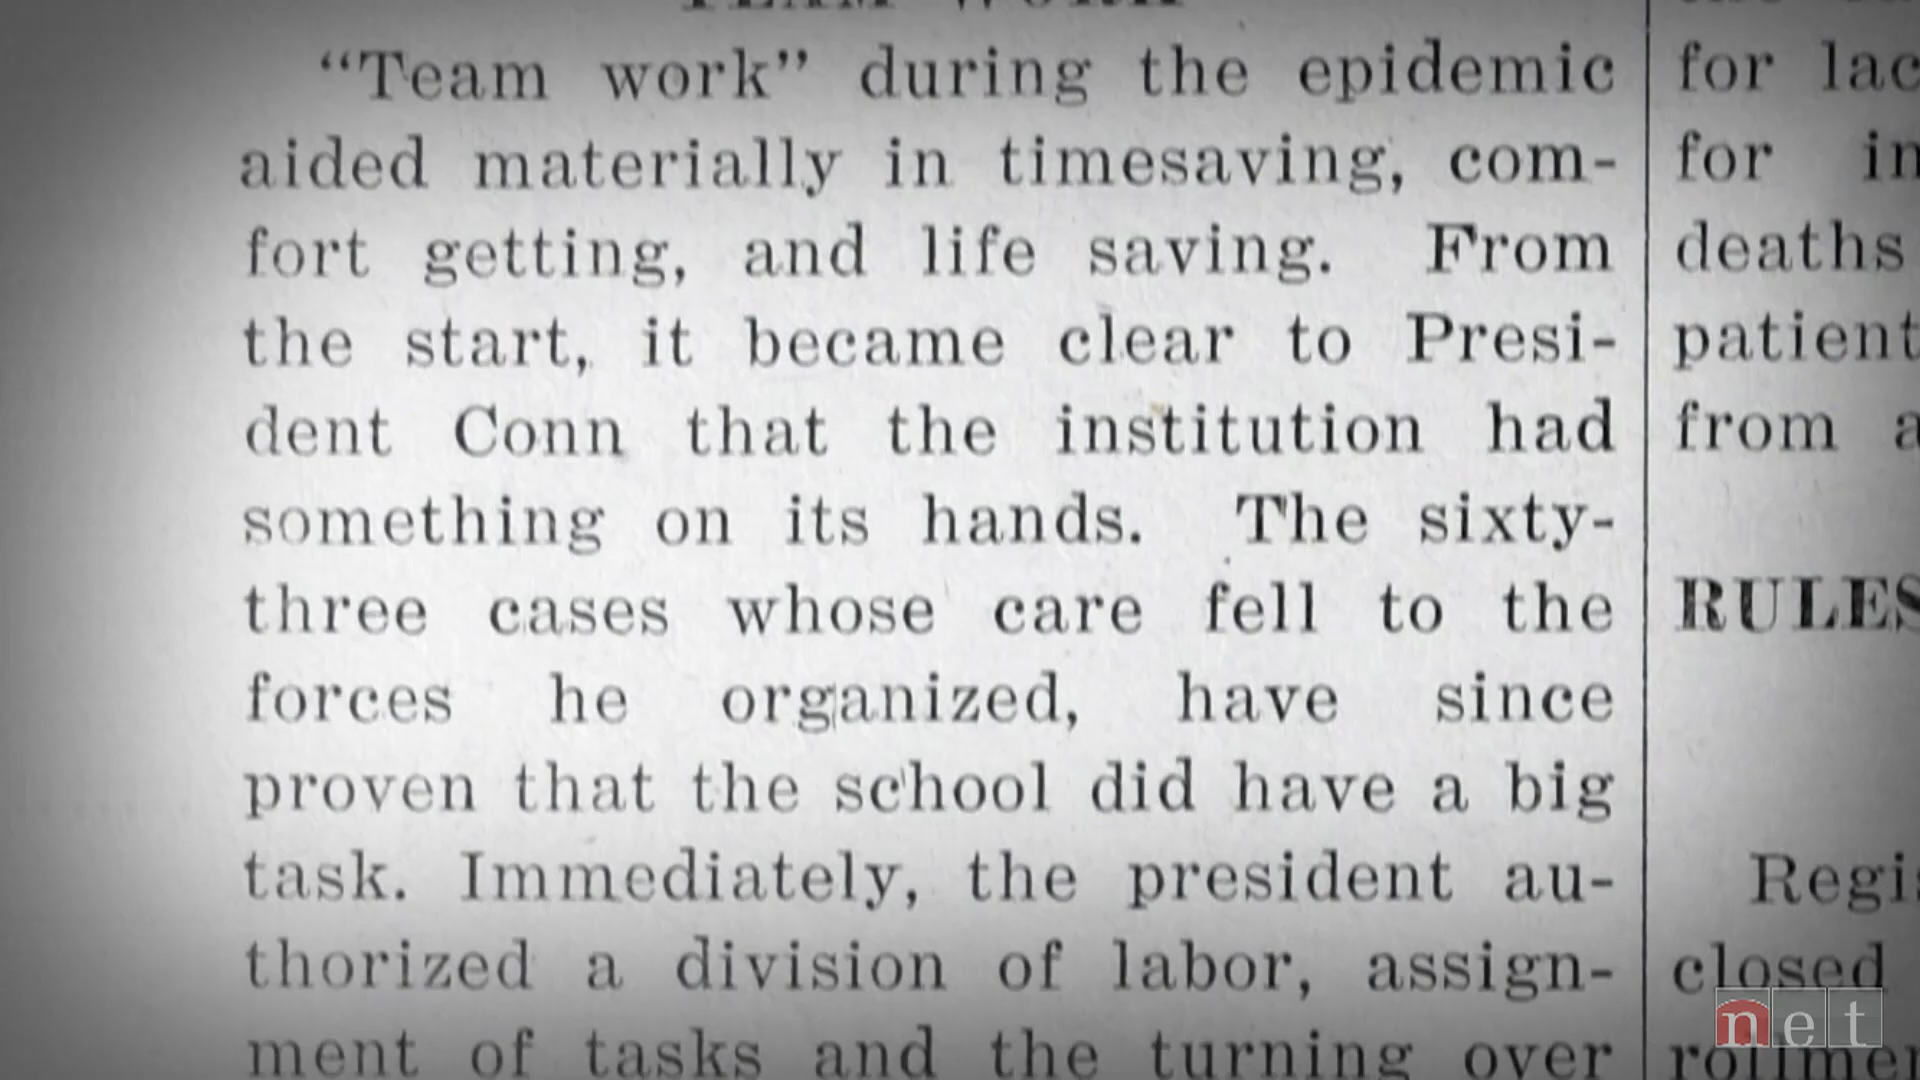 TEAM WORK
“Team work” during the epidemic
aided materially in timesaving, com-
fort getting, and life saving. From
the start, it became clear to Presi-
dent Conn that the institution had
something on its hands. The sixty-
three cases whose care fell to the
forces he organized, have since
proven that the school did have a big
task. Immediately, the president au-
thorized a division of labor, assign-
ment of tasks and the turning over
for
for
deaths
patient
from
RULES
closed
net